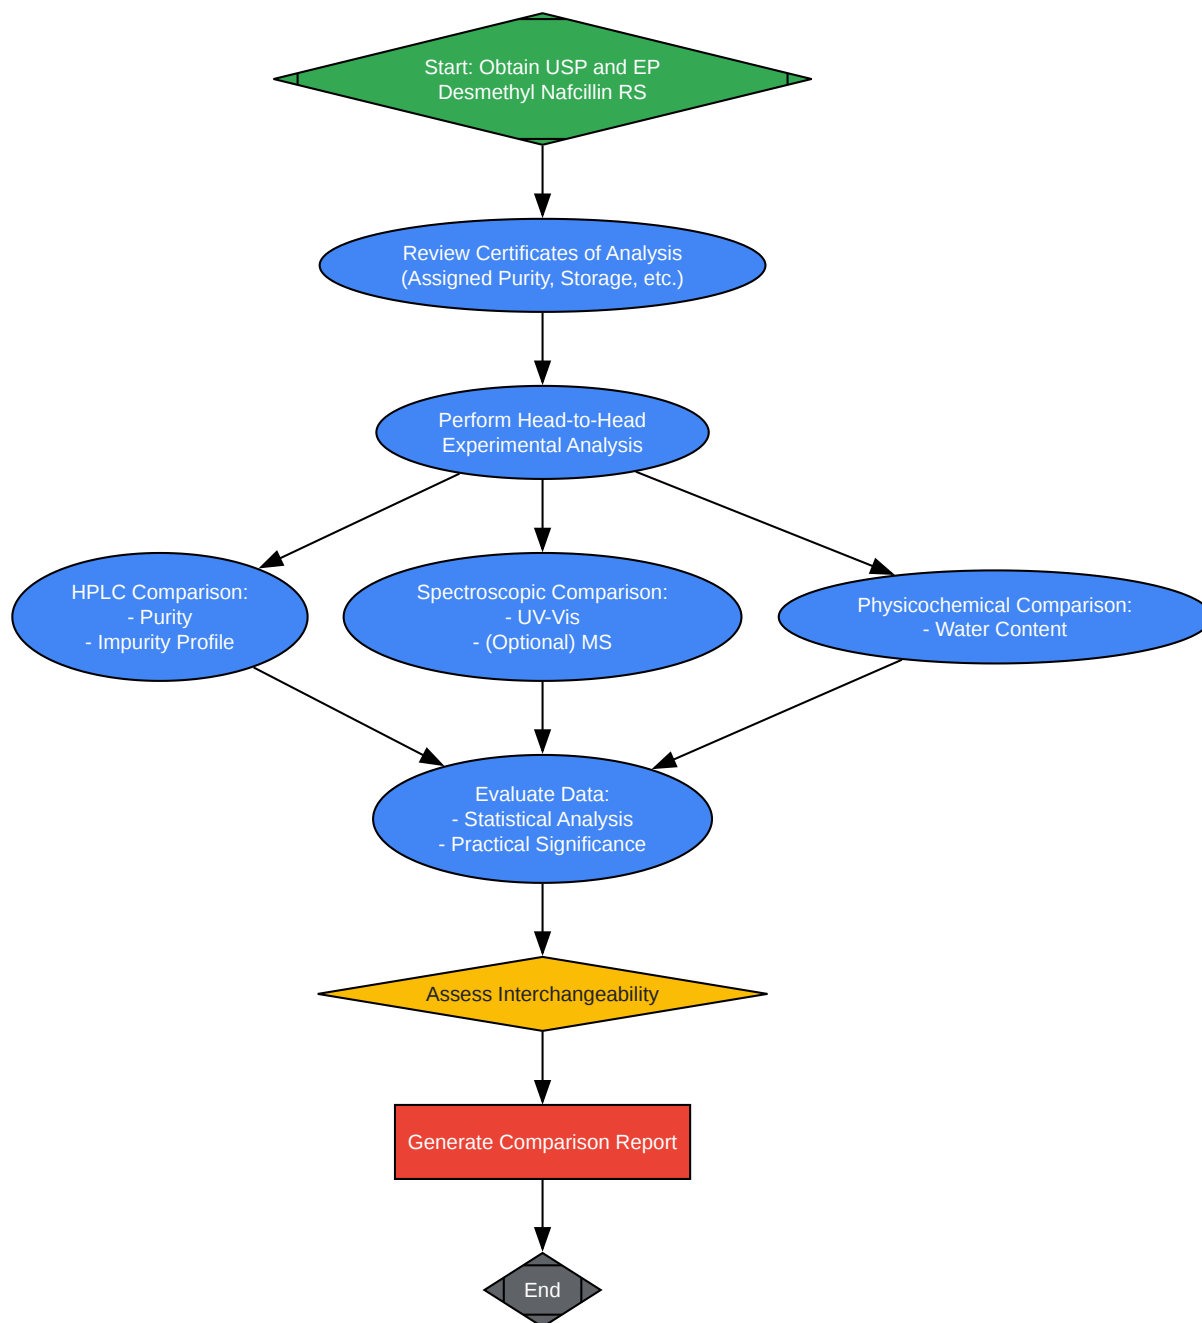 Start: Obtain USP and EP
Desmethyl Nafcillin RS
Review Certificates of Analysis
(Assigned Purity, Storage, etc.)
Perform Head-to-Head
Experimental Analysis
HPLC Comparison:
- Purity
- Impurity Profile
Spectroscopic Comparison:
- UV-Vis
- (Optional) MS
Physicochemical Comparison:
- Water Content
Evaluate Data:
- Statistical Analysis
- Practical Significance
Assess Interchangeability
Generate Comparison Report
End